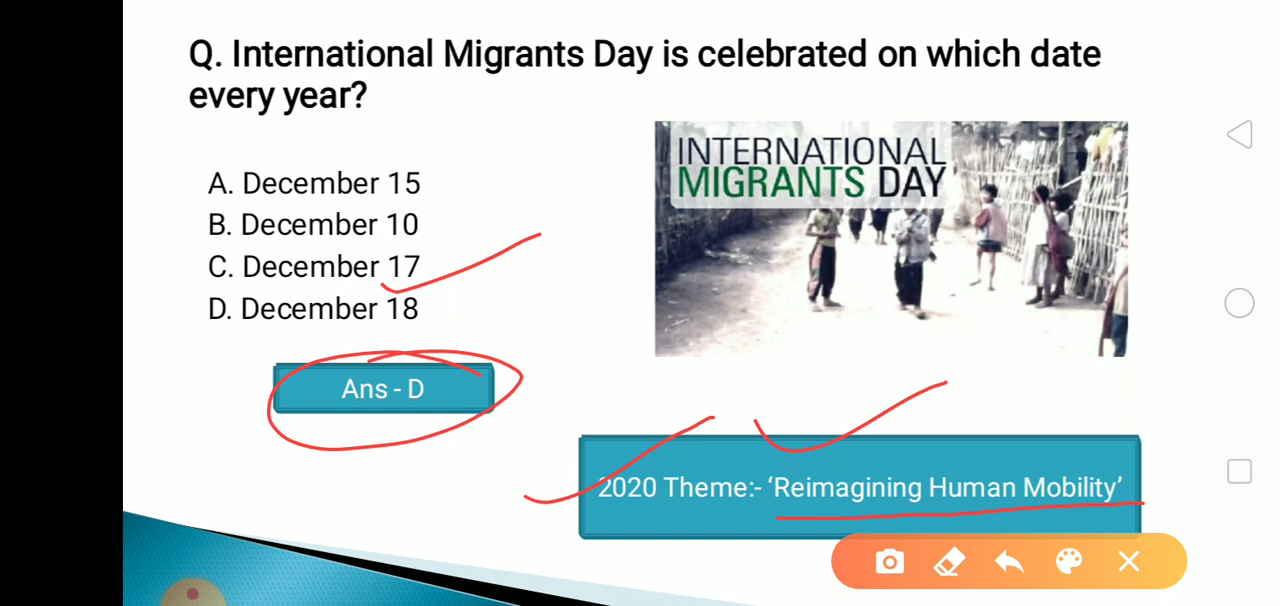 Q. International Migrants Day is celebrated on which date
every year?
INTERNATIONAL
MIGRANTS DAY
A. December 15
B. December 10
C. December 17
D. December 18
Ans - D
2020 Theme:- ‘Reimagining Human Mobility’